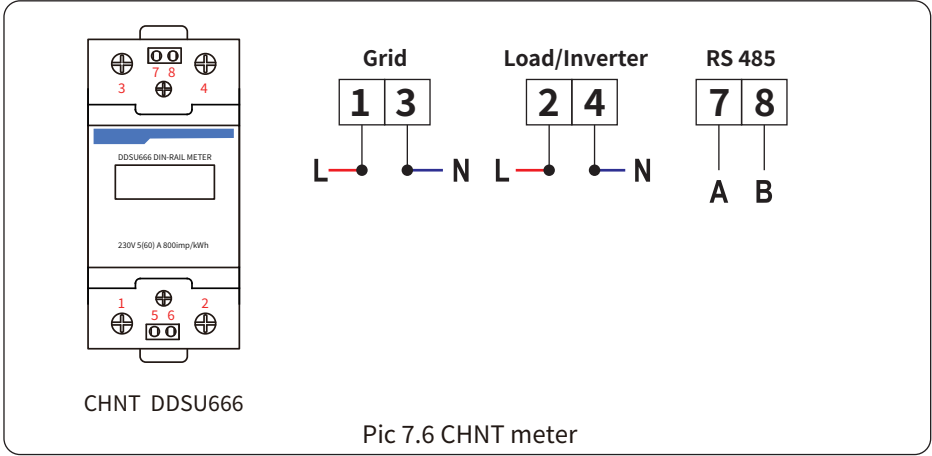 Grid Load/Inverter RS 485
7 8
3 4
1 3 2 4 7 8
DDSU666 DIN-RAIL METER
L N L N A B
230V 5(60) A 800imp/kWh
1 2
5 6
CHNT DDSU666
Pic 7.6 CHNT meter